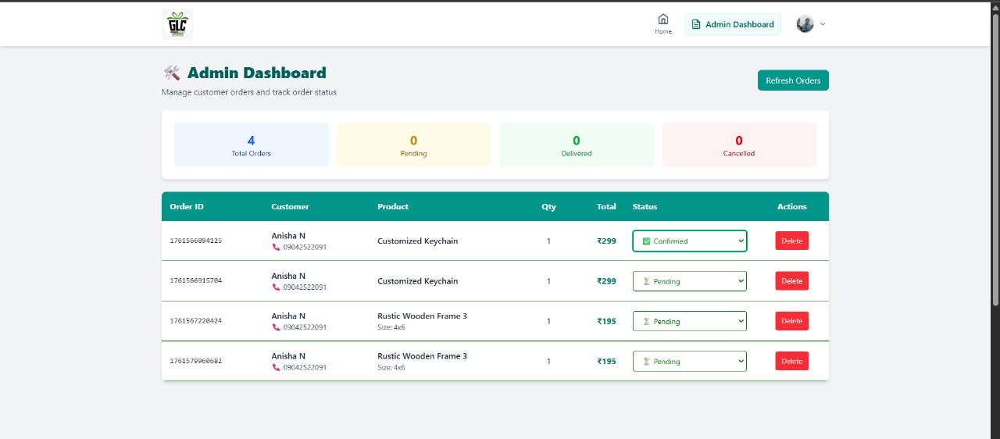 GLC
Home
Admin Dashboard
Admin Dashboard
Manage customer orders and track order status
Refresh Orders
4
Total Orders
0
Pending
0
Delivered
0
Cancelled
Order ID Customer Product Qty Total Status Actions
1761566894125 Anisha N 09042522091 Customized Keychain 1 ₹299 Confirmed Delete
1761566915704 Anisha N 09042522091 Customized Keychain 1 ₹299 Pending Delete
1761567220424 Anisha N 09042522091 Rustic Wooden Frame 3 Size: 4x6 1 ₹195 Pending Delete
1761579960682 Anisha N 09042522091 Rustic Wooden Frame 3 Size: 4x6 1 ₹195 Pending Delete